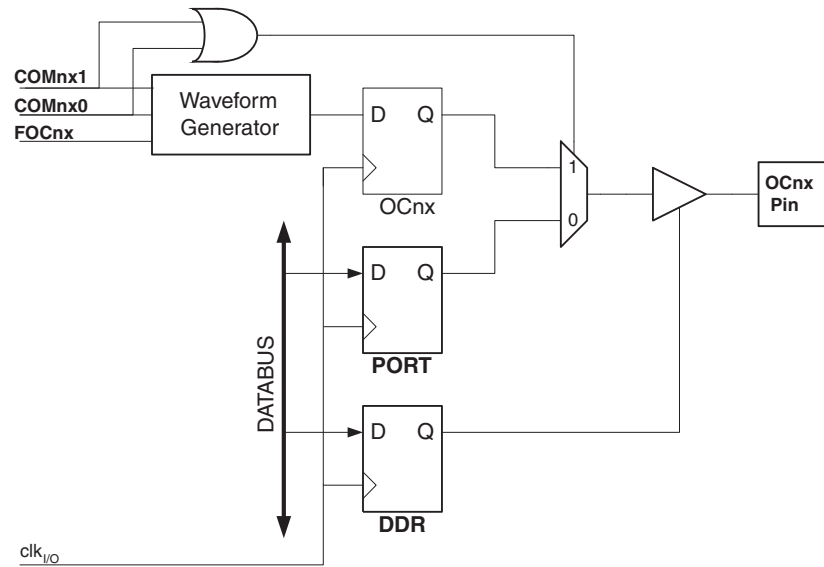 COMnx1
COMnx0
FOCnx
Waveform
Generator
D Q
OCnx
1
0
OCnx
Pin
D Q
PORT
DATABUS
D Q
DDR
clkI/O